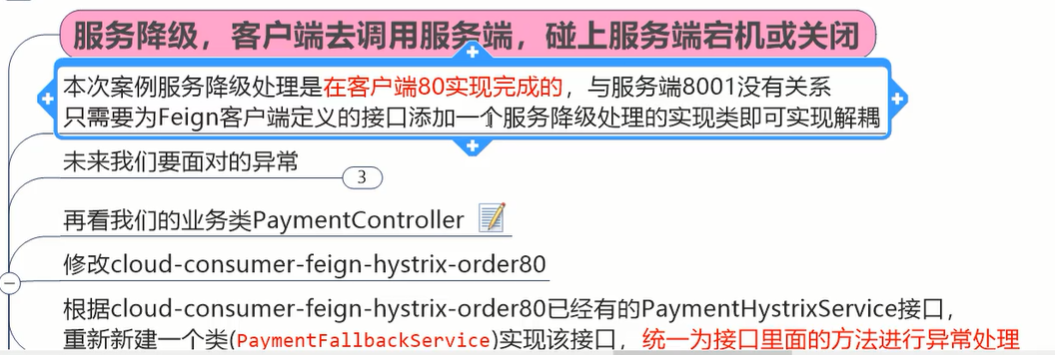 服务降级，客户端去调用服务端，碰上服务端宕机或关闭
本次案例服务降级处理是在客户端80实现完成的，与服务端8001没有关系
只需要为Feign客户端定义的接口添加一个服务降级处理的实现类即可实现解耦
未来我们要面对的异常
3
再看我们的业务类PaymentController
修改cloud-consumer-feign-hystrix-order80
根据cloud-consumer-feign-hystrix-order80已经有的PaymentHystrixService接口，
重新新建一个类(PaymentFallbackService)实现该接口，统一为接口里面的方法进行异常处理